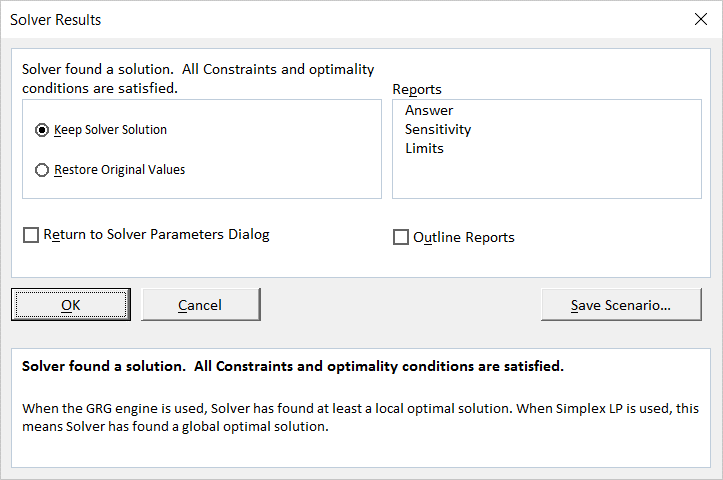 Solver Results
Solver found a solution.  All Constraints and optimality
conditions are satisfied.
Reports
Answer
Sensitivity
Limits
Keep Solver Solution
Restore Original Values
Return to Solver Parameters Dialog
Outline Reports
OK
Cancel
Save Scenario...
Solver found a solution.  All Constraints and optimality conditions are satisfied.
When the GRG engine is used, Solver has found at least a local optimal solution. When Simplex LP is used, this
means Solver has found a global optimal solution.